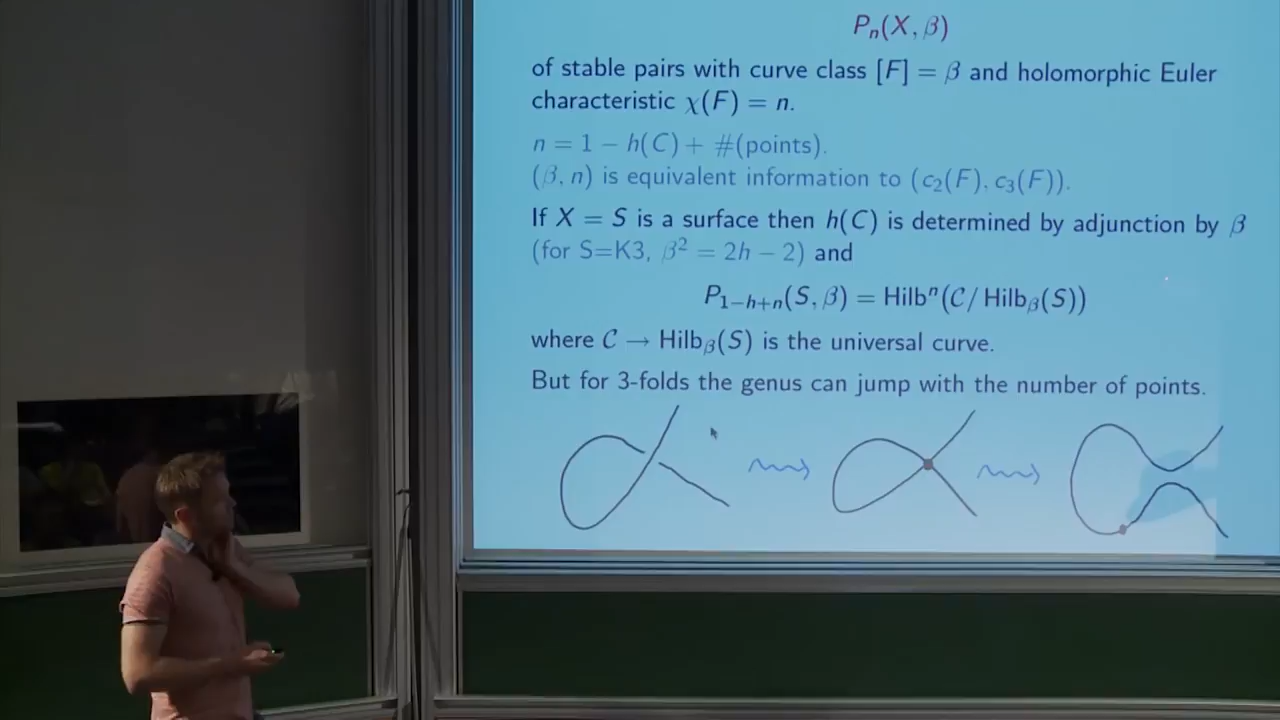 Pₙ(X, β)
of stable pairs with curve class [F] = β and holomorphic Euler
characteristic χ(F) = n.
n = 1 − h(C) + #(points).
(β, n) is equivalent information to (c₂(F), c₃(F)).
If X = S is a surface then h(C) is determined by adjunction by β
(for S=K3, β² = 2h − 2) and
P₁₋ₕ₊ₙ(S, β) = Hilbⁿ(𝒞/ Hilb_β(S))
where 𝒞 → Hilb_β(S) is the universal curve.
But for 3-folds the genus can jump with the number of points.